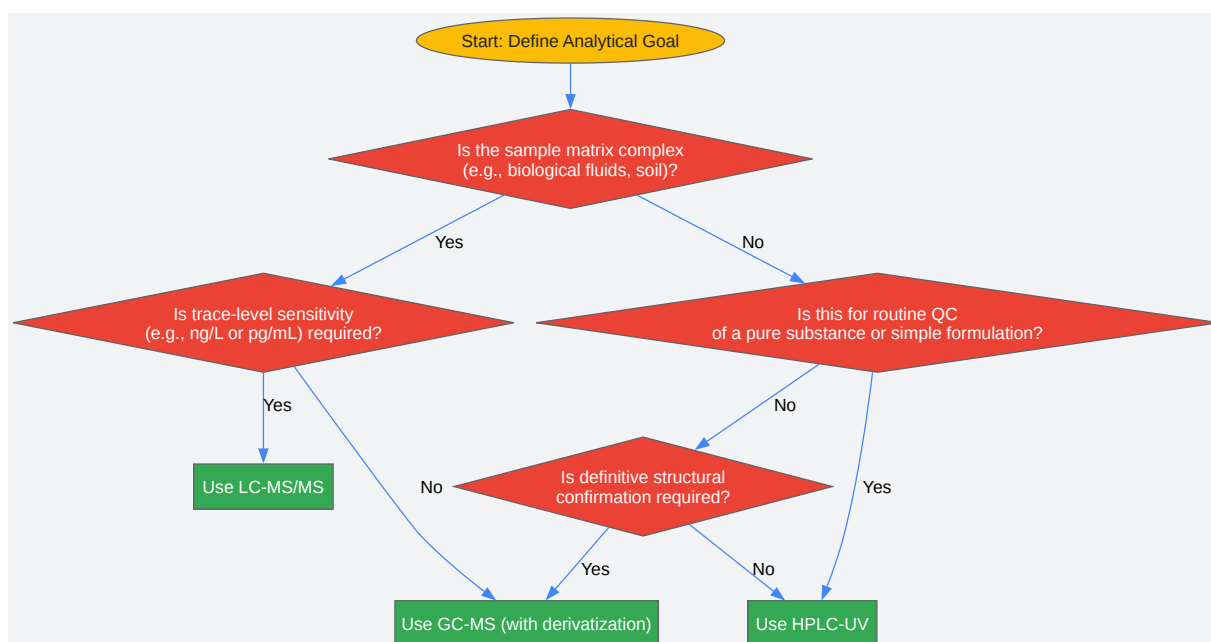 Start: Define Analytical Goal
Is the sample matrix complex
(e.g., biological fluids, soil)?
Yes
No
Is trace-level sensitivity
(e.g., ng/L or pg/mL) required?
Is this for routine QC
of a pure substance or simple formulation?
Yes
No
Use LC-MS/MS
No
Is definitive structural
confirmation required?
Yes
Yes
No
Use GC-MS (with derivatization)
Use HPLC-UV